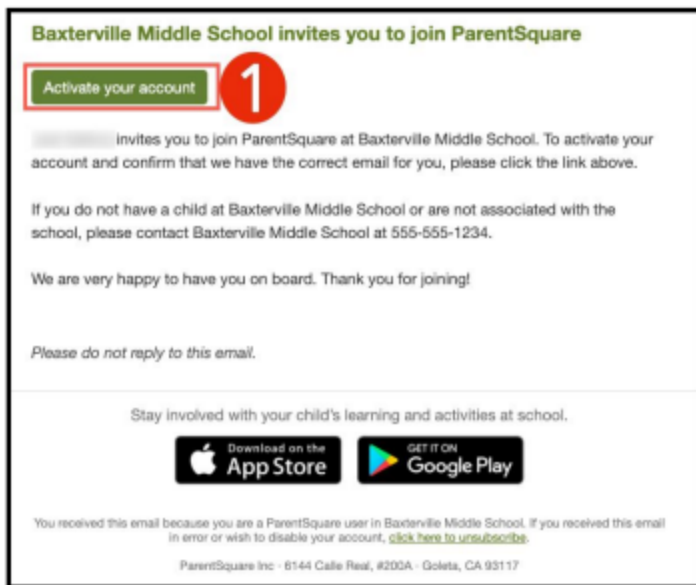 Baxterville Middle School invites you to join ParentSquare
Activate your account
1
invites you to join ParentSquare at Baxterville Middle School. To activate your
account and confirm that we have the correct email for you, please click the link above.
If you do not have a child at Baxterville Middle School or are not associated with the
school, please contact Baxterville Middle School at 555-555-1234.
We are very happy to have you on board. Thank you for joining!
Please do not reply to this email.
Stay involved with your child's learning and activities at school.
Download on the
App Store
GET IT ON
Google Play
You received this email because you are a ParentSquare user in Baxterville Middle School. If you received this email
in error or wish to disable your account, click here to unsubscribe.
ParentSquare Inc · 6144 Calle Real, #200A · Goleta, CA 93117